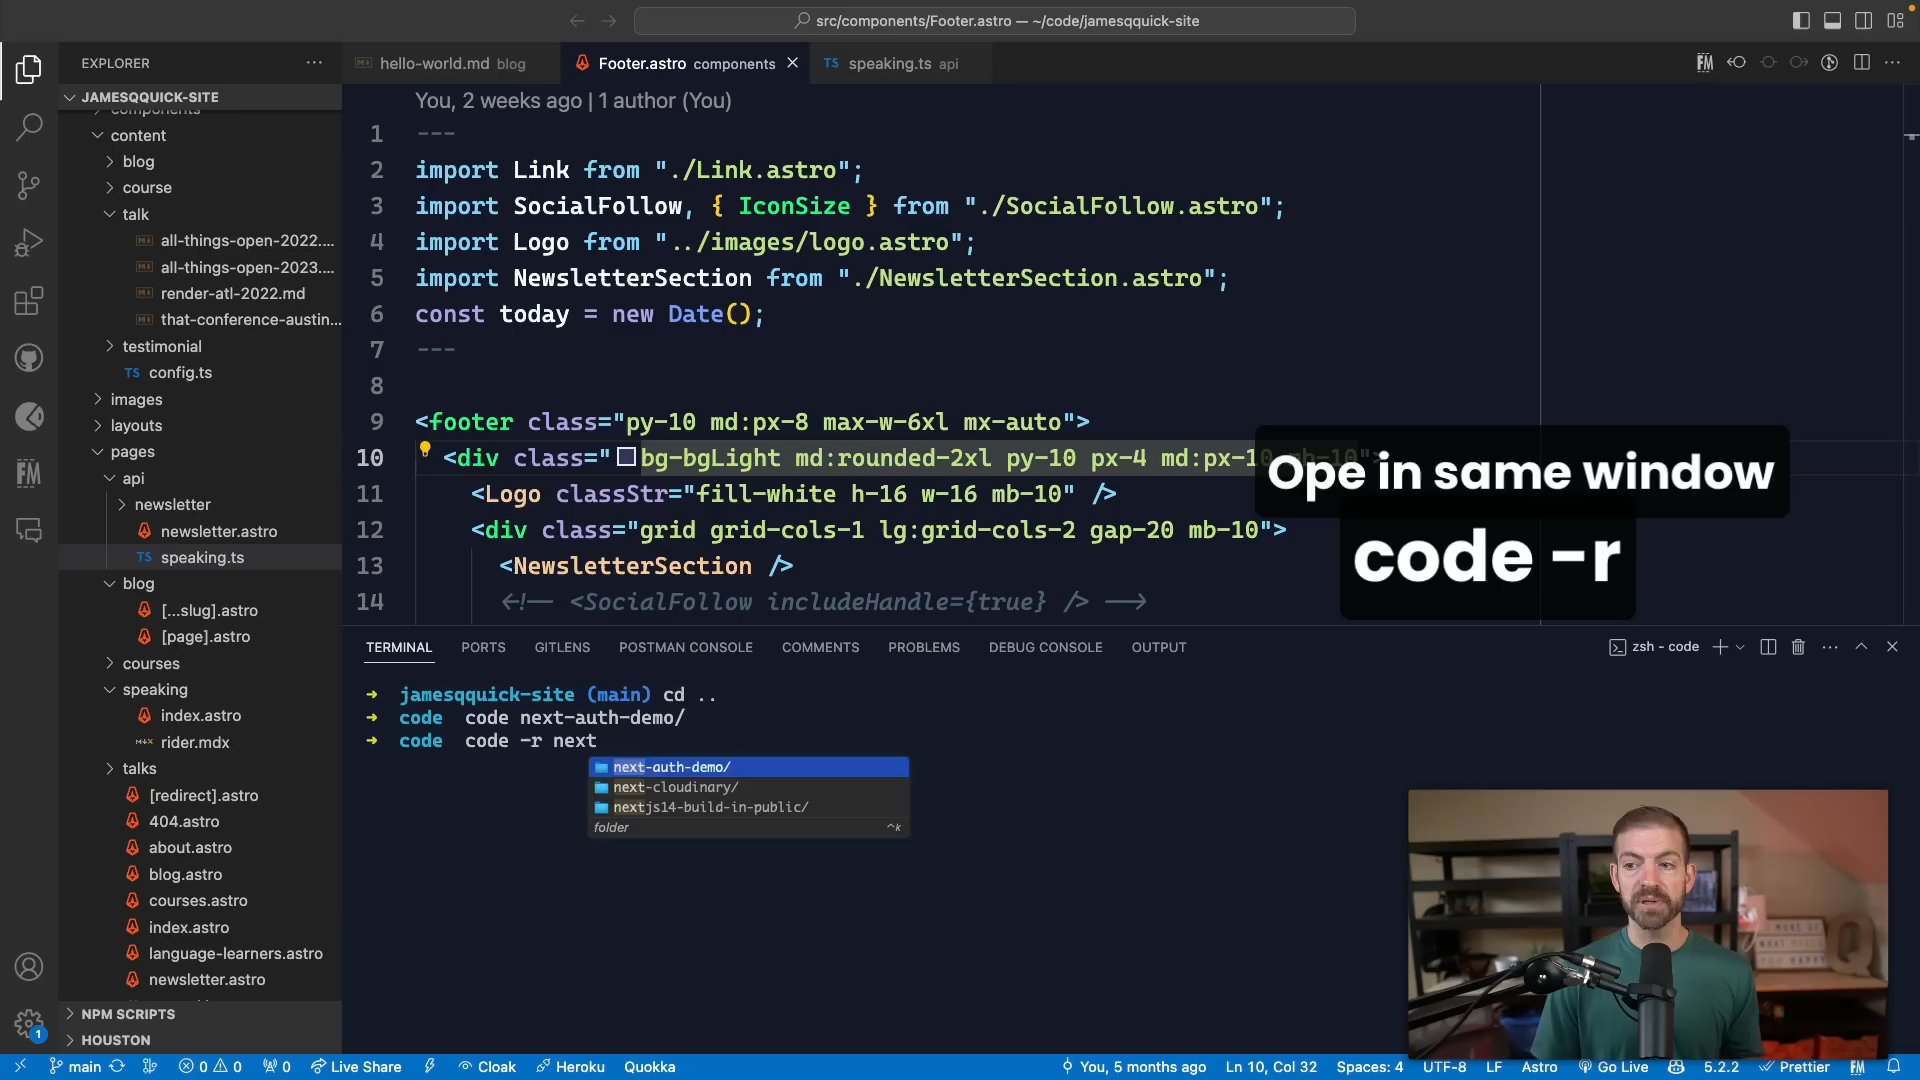 src/components/Footer.astro — ~/code/jamesqquick-site
EXPLORER
hello-world.md blog
Footer.astro components
TS speaking.ts api
JAMESQQUICK-SITE
components
content
blog
course
talk
all-things-open-2022....
all-things-open-2023....
render-atl-2022.md
that-conference-austin...
testimonial
TS config.ts
images
layouts
pages
api
newsletter
newsletter.astro
TS speaking.ts
blog
[...slug].astro
[page].astro
courses
speaking
index.astro
rider.mdx
talks
[redirect].astro
404.astro
about.astro
blog.astro
courses.astro
index.astro
language-learners.astro
newsletter.astro
NPM SCRIPTS
HOUSTON
You, 2 weeks ago | 1 author (You)
1 ---
2 import Link from "./Link.astro";
3 import SocialFollow, { IconSize } from "./SocialFollow.astro";
4 import Logo from "../images/logo.astro";
5 import NewsletterSection from "./NewsletterSection.astro";
6 const today = new Date();
7 ---
8
9 <footer class="py-10 md:px-8 max-w-6xl mx-auto">
10 <div class="bg-bgLight md:rounded-2xl py-10 px-4 md:px-10 mb-10">
11 <Logo classStr="fill-white h-16 w-16 mb-10" />
12 <div class="grid grid-cols-1 lg:grid-cols-2 gap-20 mb-10">
13 <NewsletterSection />
14 <!-- <SocialFollow includeHandle={true} /> -->
Ope in same window
code -r
TERMINAL PORTS GITLENS POSTMAN CONSOLE COMMENTS PROBLEMS DEBUG CONSOLE OUTPUT
zsh - code
➜ jamesqquick-site (main) cd ..
➜ code code next-auth-demo/
➜ code code -r next
next-auth-demo/
next-cloudinary/
nextjs14-build-in-public/
folder ^k
FM
1
main 0 0 0 Live Share Cloak Heroku Quokka
You, 5 months ago Ln 10, Col 32 Spaces: 4 UTF-8 LF Astro Go Live 5.2.2 Prettier FM